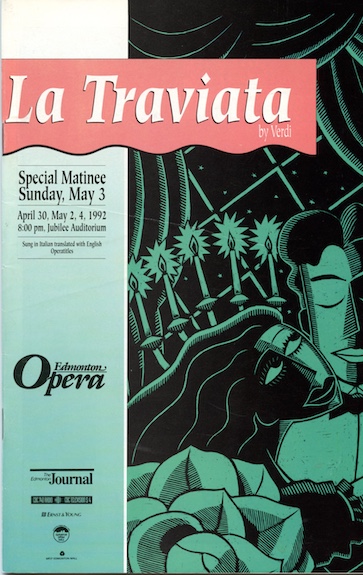 La Traviata
by Verdi
Special Matinee
Sunday, May 3
April 30, May 2, 4, 1992
8:00 pm, Jubilee Auditorium
Sung in Italian translated with English
Operatitles
Edmonton
Opera
The
Edmonton
Journal
ERNST & YOUNG